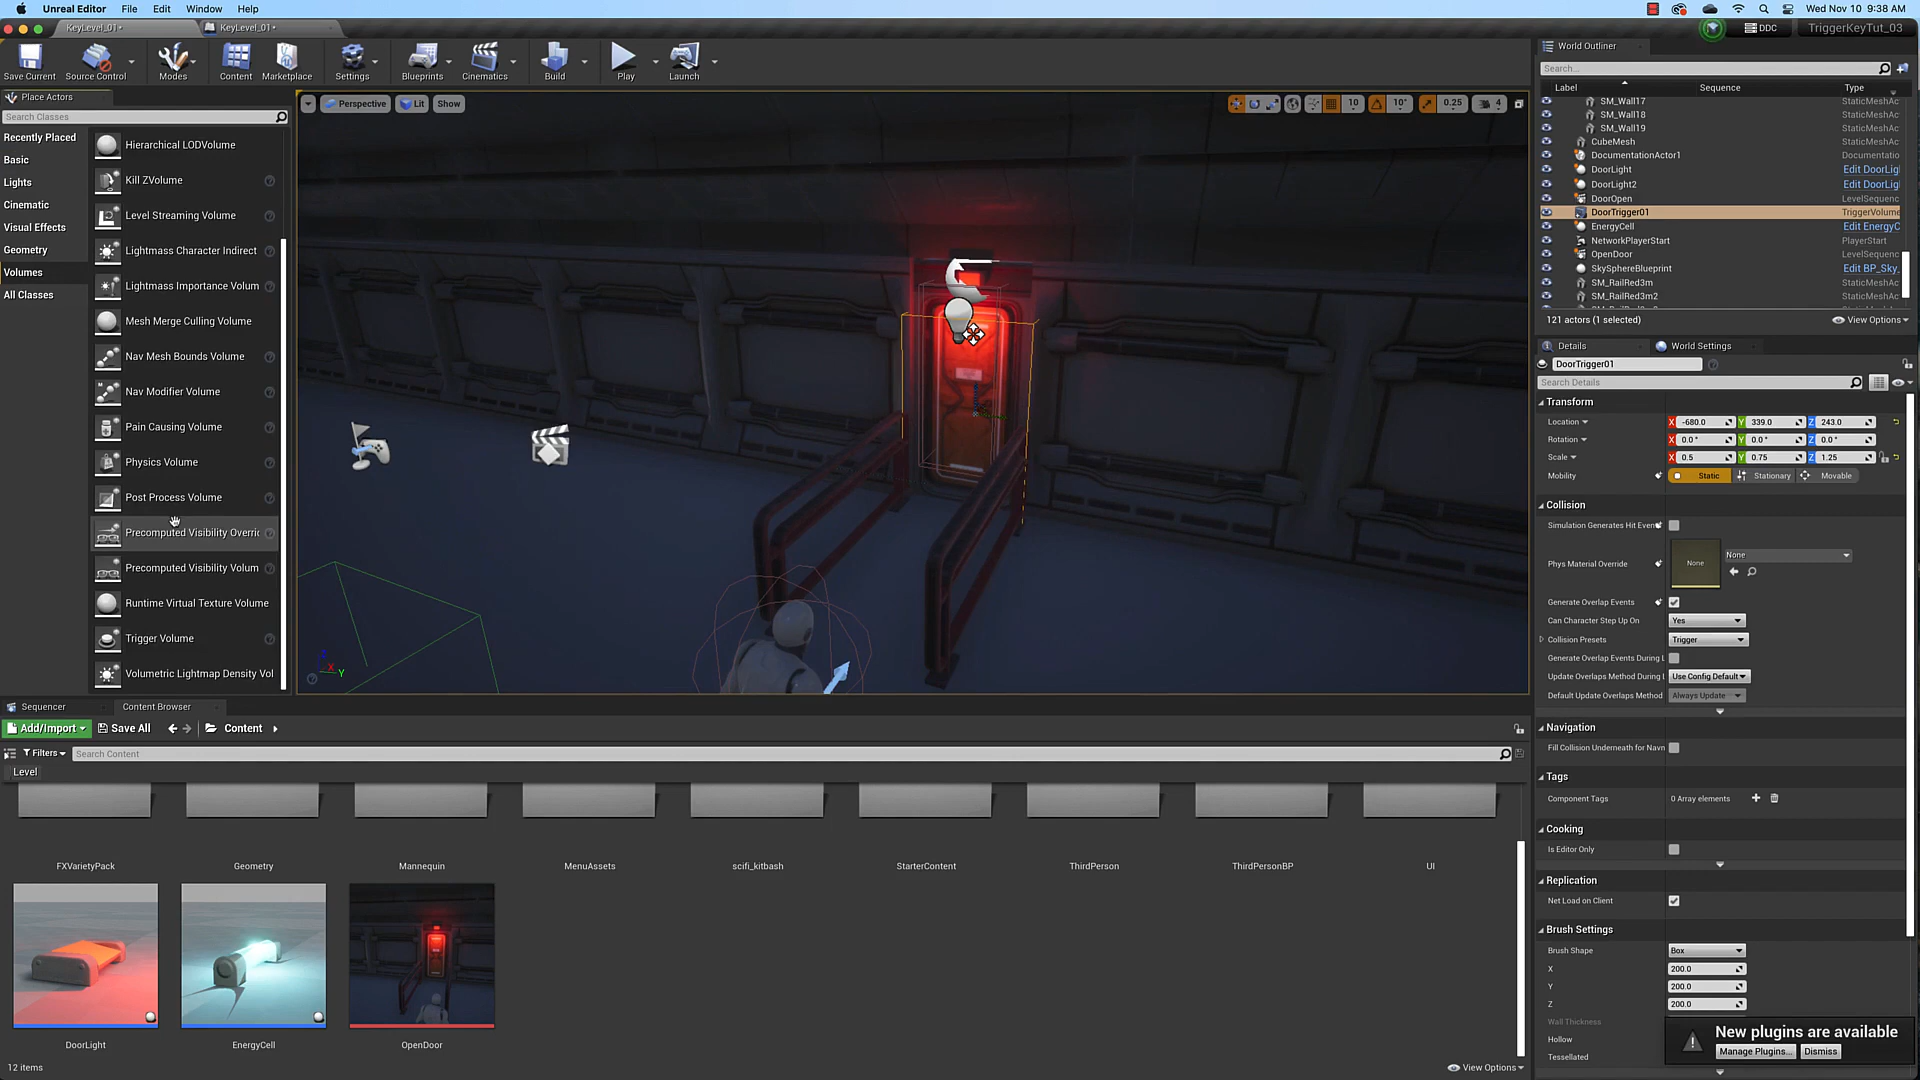 Unreal Editor File Edit Window Help
Wed Nov 10 9:38 AM
KeyLevel_01• KeyLevel_01•
DDC TriggerKeyTut_03
Save Current Source Control Modes Content Marketplace Settings Blueprints Cinematics Build Play Launch
Place Actors
Search Classes
Recently Placed
Basic
Lights
Cinematic
Visual Effects
Geometry
Volumes
All Classes
Hierarchical LODVolume
Kill ZVolume
Level Streaming Volume
Lightmass Character Indirect
Lightmass Importance Volum
Mesh Merge Culling Volume
Nav Mesh Bounds Volume
Nav Modifier Volume
Pain Causing Volume
Physics Volume
Post Process Volume
Precomputed Visibility Overric
Precomputed Visibility Volum
Runtime Virtual Texture Volume
Trigger Volume
Volumetric Lightmap Density Vol
Perspective Lit Show
10 10° 0.25 4
X Y
World Outliner
Search...
Label Sequence Type
SM_Wall17 StaticMeshAc
SM_Wall18 StaticMeshAc
SM_Wall19 StaticMeshAc
CubeMesh StaticMeshAc
DocumentationActor1 Documentatio
DoorLight Edit DoorLig
DoorLight2 Edit DoorLig
DoorOpen LevelSequenc
DoorTrigger01 TriggerVolume
EnergyCell Edit EnergyC
NetworkPlayerStart PlayerStart
OpenDoor LevelSequenc
SkySphereBlueprint Edit BP_Sky_
SM_RailRed3m StaticMeshAc
SM_RailRed3m2 StaticMeshAc
121 actors (1 selected) View Options
Details World Settings
DoorTrigger01
Search Details
Transform
Location X -680.0 Y 339.0 Z 243.0
Rotation X 0.0° Y 0.0° Z 0.0°
Scale X 0.5 Y 0.75 Z 1.25
Mobility Static Stationary Movable
Collision
Simulation Generates Hit Event
Phys Material Override None None
Generate Overlap Events
Can Character Step Up On Yes
Collision Presets Trigger
Generate Overlap Events During L
Update Overlaps Method During L Use Config Default
Default Update Overlaps Method Always Update
Navigation
Fill Collision Underneath for Navn
Tags
Component Tags 0 Array elements
Cooking
Is Editor Only
Replication
Net Load on Client
Brush Settings
Brush Shape Box
X 200.0
Y 200.0
Z 200.0
Wall Thickness
Hollow
Tessellated
New plugins are available
Manage Plugins... Dismiss
Sequencer Content Browser
Add/Import Save All Content
Filters Search Content
Level
FXVarietyPack Geometry Mannequin MenuAssets scifi_kitbash StarterContent ThirdPerson ThirdPersonBP UI
DoorLight EnergyCell OpenDoor
12 items View Options